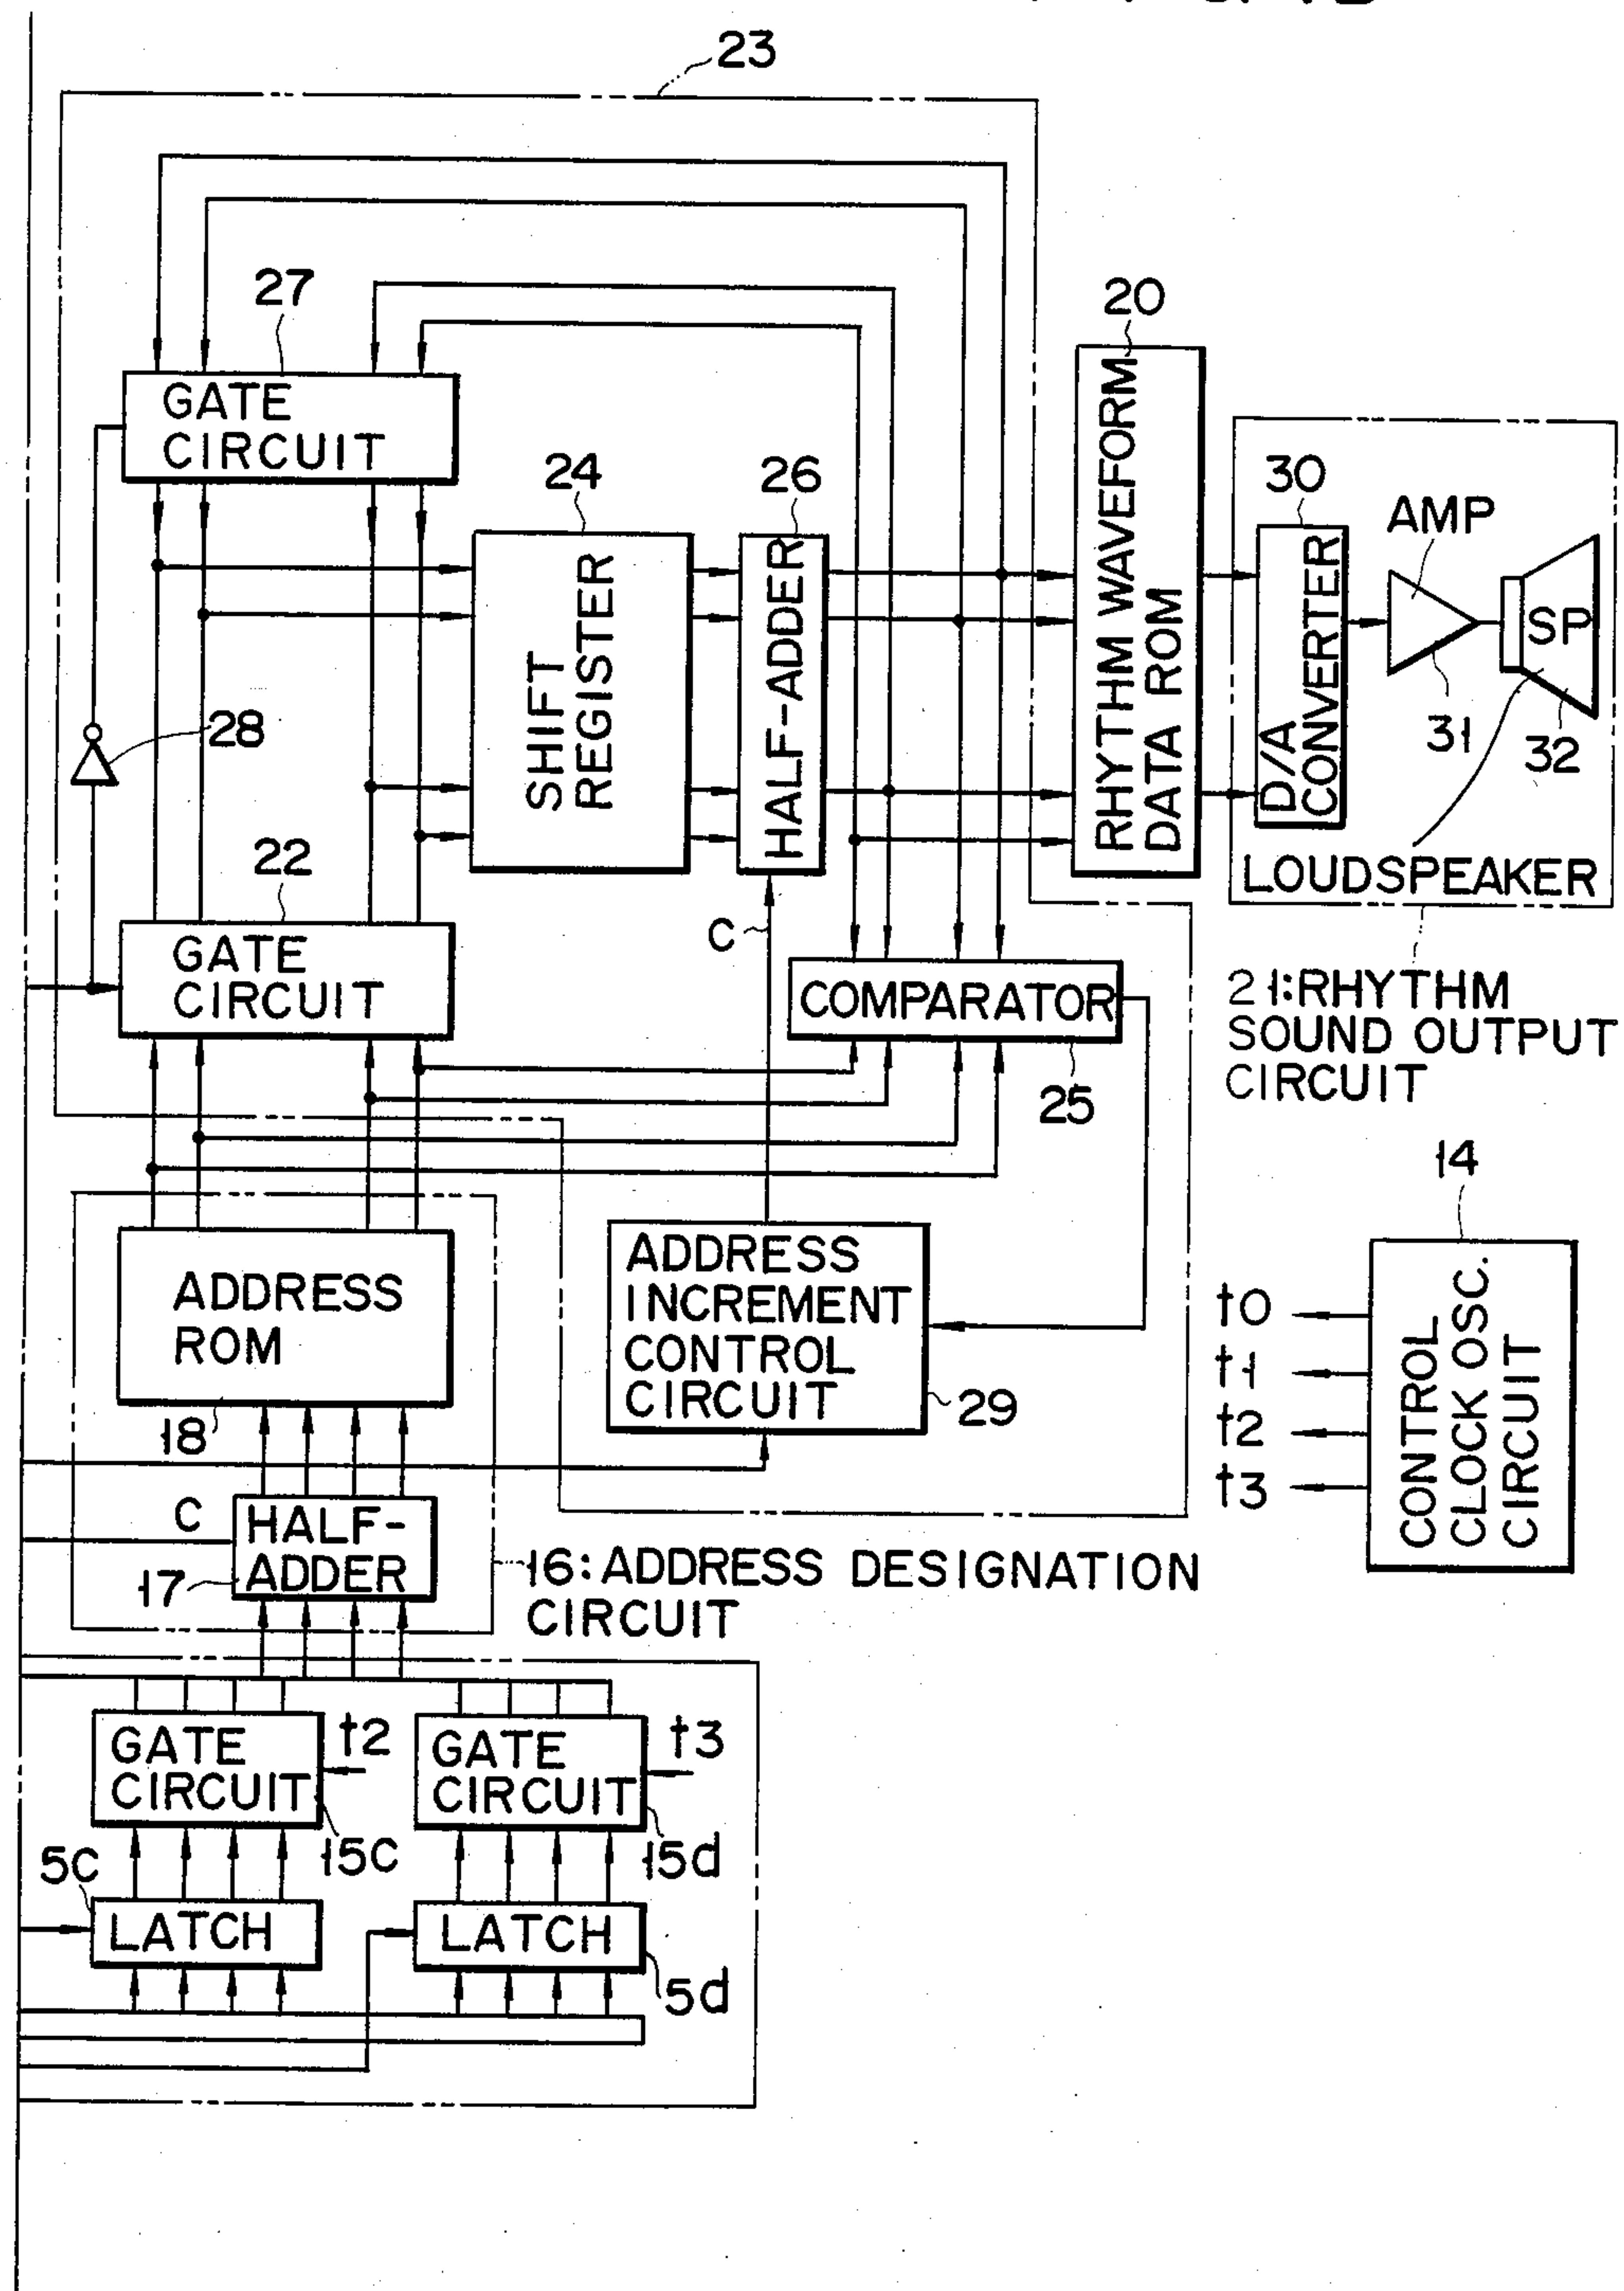 23
27
GATE
CIRCUIT
24
26
20
30
AMP
SHIFT
REGISTER
HALF-ADDER
RHYTHM WAVEFORM
DATA ROM
D/A
CONVERTER
SP
31
32
28
LOUDSPEAKER
22
GATE
CIRCUIT
C
COMPARATOR
25
21:RHYTHM
SOUND OUTPUT
CIRCUIT
14
ADDRESS
ROM
18
ADDRESS
INCREMENT
CONTROL
CIRCUIT
29
t0
t1
t2
t3
CONTROL
CLOCK OSC.
CIRCUIT
C
HALF-
ADDER
17
16:ADDRESS DESIGNATION
CIRCUIT
GATE
CIRCUIT
t2
15c
GATE
CIRCUIT
t3
15d
5c
LATCH
LATCH
5d